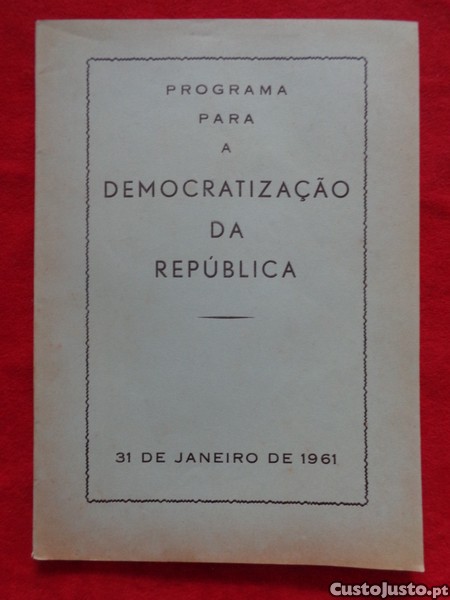 PROGRAMA
PARA
A
DEMOCRATIZAÇÃO
DA
REPÚBLICA
31 DE JANEIRO DE 1961
CustoJusto.pt